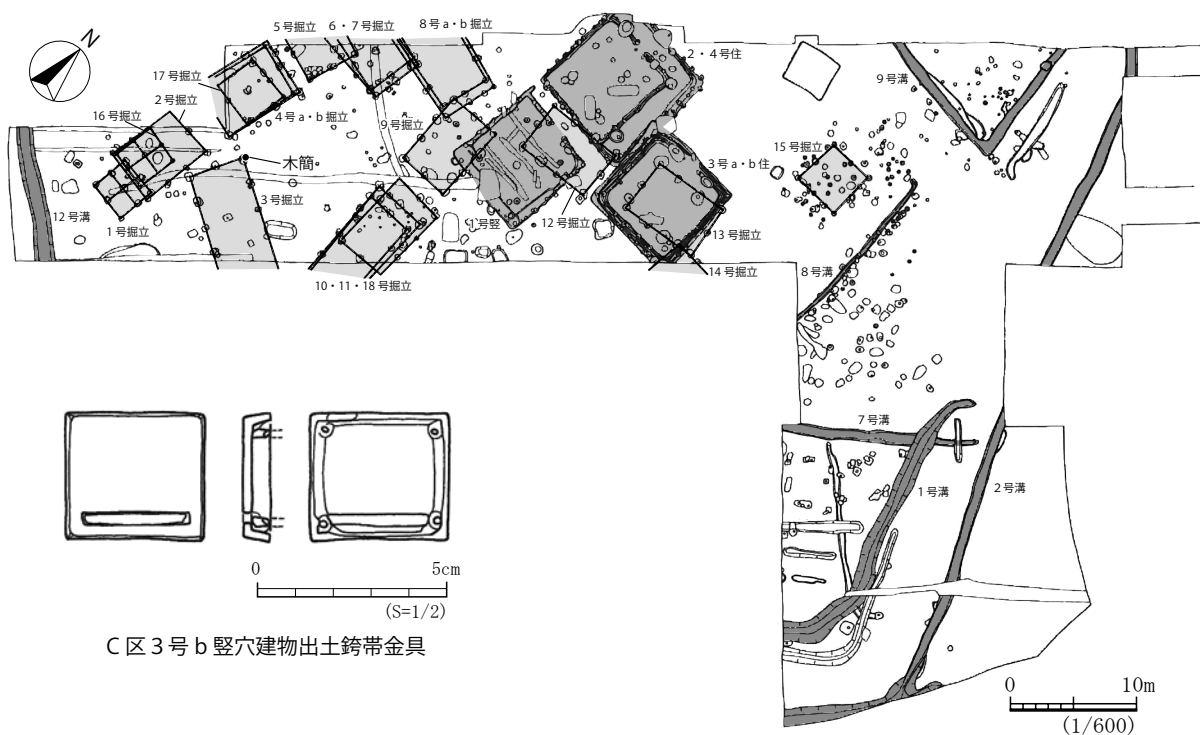 N
5号掘立
6・7号掘立
8号a・b掘立
2・4号住
17号掘立
2号掘立
16号掘立
4号a・b掘立
9号掘立
9号溝
木簡
15号掘立
3号a・b住
3号掘立
12号溝
1号掘立
1号竪
12号掘立
13号掘立
14号掘立
8号溝
10・11・18号掘立
7号溝
1号溝
2号溝
0 5cm
(S=1/2)
C区3号b竪穴建物出土銙帯金具
0 10m
(1/600)